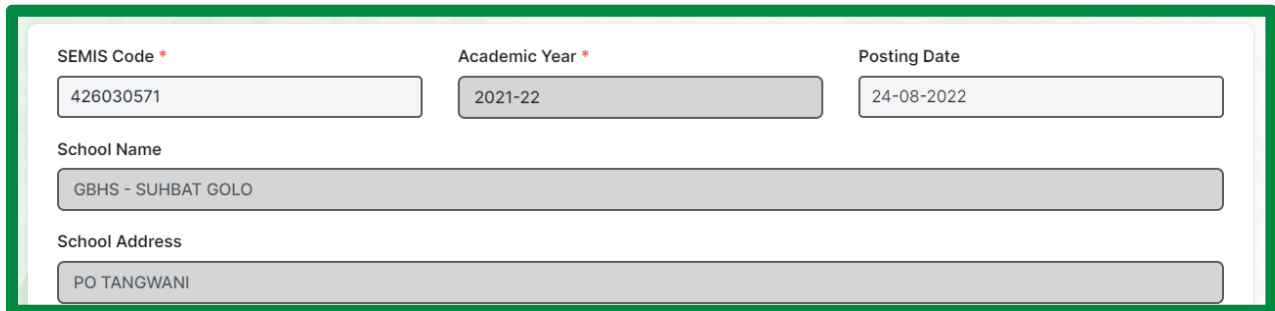 SEMIS Code * Academic Year * Posting Date
426030571 2021-22 24-08-2022
School Name
GBHS - SUHBAT GOLO
School Address
PO TANGWANI